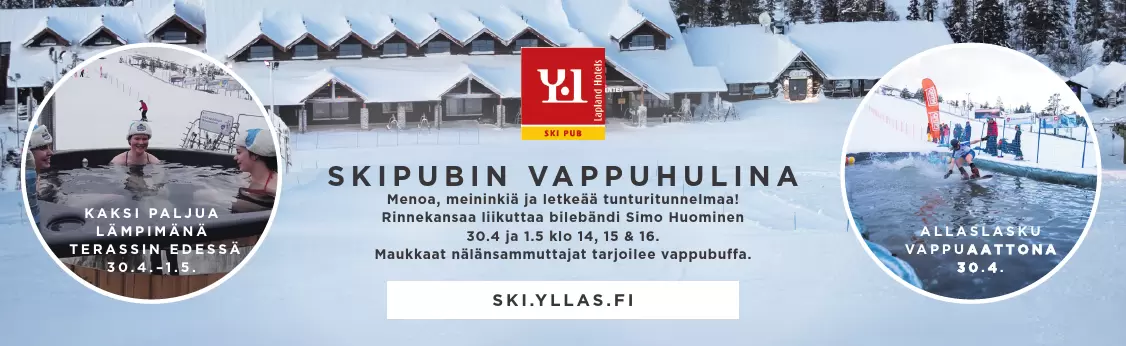 Y1
Lapland Hotels
SKI PUB
SKIPUBIN VAPPUHULINA
Menoa, meininkiä ja letkeää tunturitunnelmaa!
Rinnekansaa liikuttaa bilebändi Simo Huominen
30.4 ja 1.5 klo 14, 15 & 16.
Maukkaat nälänsammuttajat tarjoilee vappubuffa.
SKI.YLLAS.FI
KAKSI PALJUA
LÄMPIMÄNÄ
TERASSIN EDESSÄ
30.4.–1.5.
ALLASLASKU
VAPPUAATTONA
30.4.